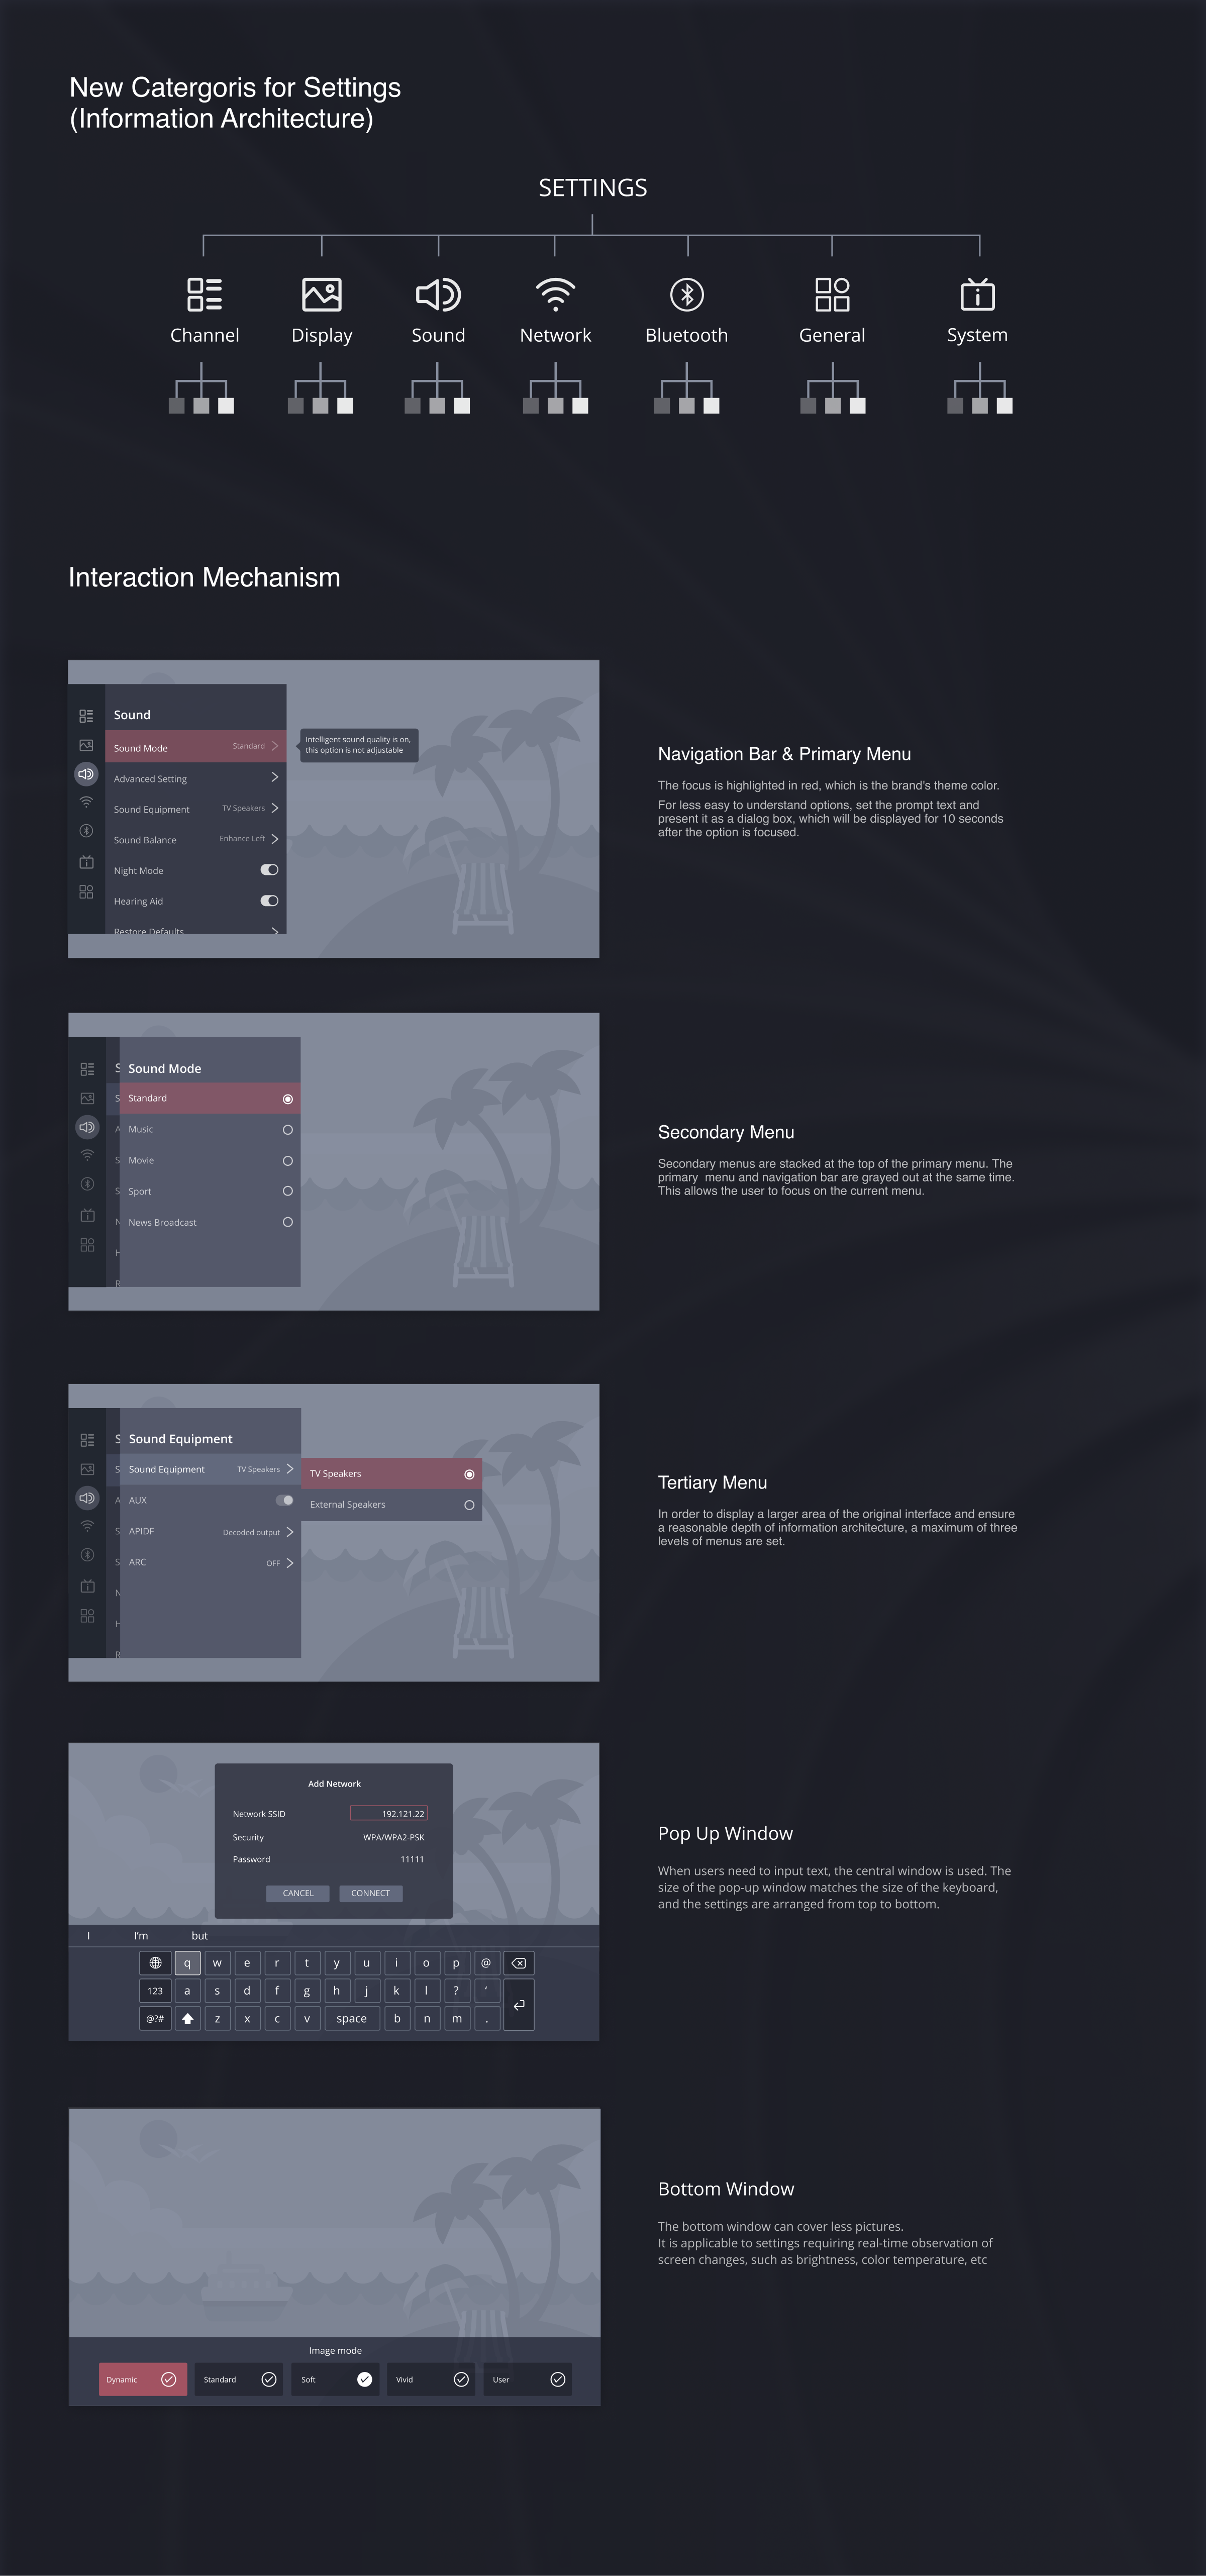 New Catergoris for Settings
(Information Architecture)
SETTINGS
Channel
Display
Sound
Network
Bluetooth
General
System
Interaction Mechanism
Sound
Sound Mode
Standard
Advanced Setting
Sound Equipment
TV Speakers
Sound Balance
Enhance Left
Night Mode
Hearing Aid
Restore Defaults
Intelligent sound quality is on,
this option is not adjustable
Navigation Bar & Primary Menu
The focus is highlighted in red, which is the brand's theme color.
For less easy to understand options, set the prompt text and
present it as a dialog box, which will be displayed for 10 seconds
after the option is focused.
S
Sound Mode
S
Standard
A
Music
S
Movie
S
Sport
N
News Broadcast
H
R
Secondary Menu
Secondary menus are stacked at the top of the primary menu. The
primary  menu and navigation bar are grayed out at the same time.
This allows the user to focus on the current menu.
S
Sound Equipment
S
Sound Equipment
TV Speakers
A
AUX
S
APIDF
Decoded output
S
ARC
OFF
N
H
R
TV Speakers
External Speakers
Tertiary Menu
In order to display a larger area of the original interface and ensure
a reasonable depth of information architecture, a maximum of three
levels of menus are set.
Add Network
Network SSID
192.121.22
Security
WPA/WPA2-PSK
Password
11111
CANCEL
CONNECT
I
I'm
but
q w e r t y u i o p @
123 a s d f g h j k l ? '
@?# z x c v space b n m .
Pop Up Window
When users need to input text, the central window is used. The
size of the pop-up window matches the size of the keyboard,
and the settings are arranged from top to bottom.
Image mode
Dynamic
Standard
Soft
Vivid
User
Bottom Window
The bottom window can cover less pictures.
It is applicable to settings requiring real-time observation of
screen changes, such as brightness, color temperature, etc